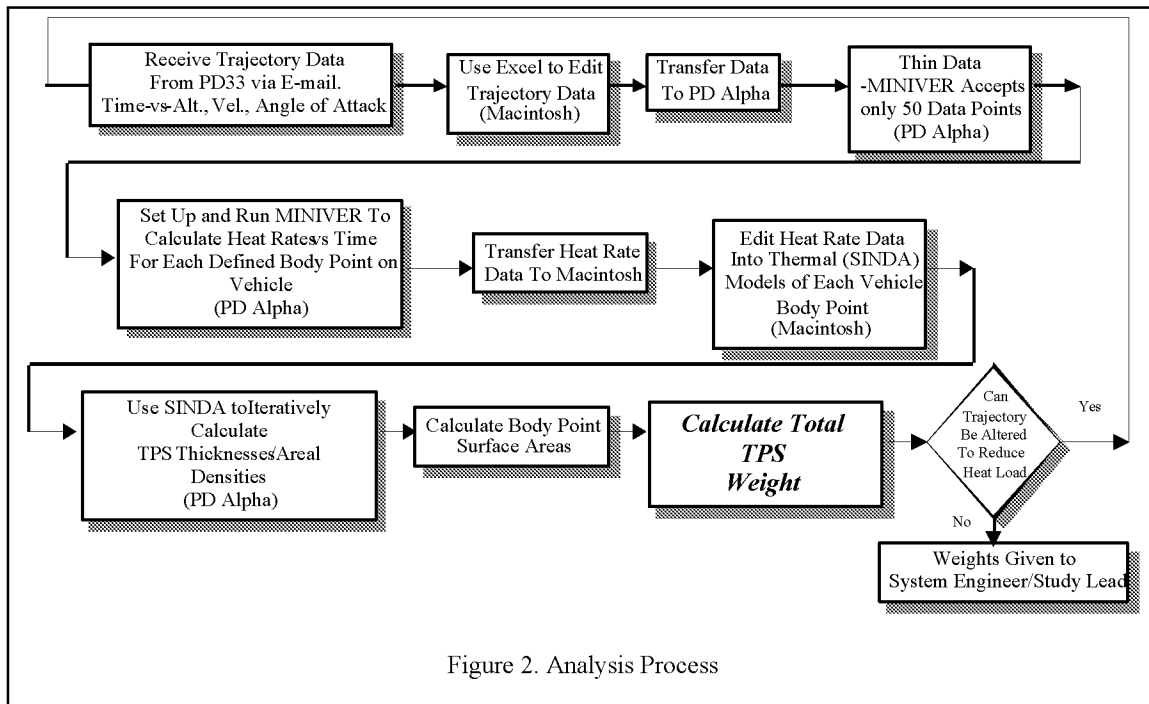 Receive Trajectory Data
From PD33 via E-mail.
Time-vs-Alt., Vel., Angle of Attack
Use Excel to Edit
Trajectory Data
(Macintosh)
Transfer Data
To PD Alpha
Thin Data
-MINIVER Accepts
only 50 Data Points
(PD Alpha)
Set Up and Run MINIVER To
Calculate Heat Rates vs Time
For Each Defined Body Point on
Vehicle
(PD Alpha)
Transfer Heat Rate
Data To Macintosh
Edit Heat Rate Data
Into Thermal (SINDA)
Models of Each Vehicle
Body Point
(Macintosh)
Use SINDA to Iteratively
Calculate
TPS Thicknesses/Areal
Densities
(PD Alpha)
Calculate Body Point
Surface Areas
Calculate Total
TPS
Weight
Can
Trajectory
Be Altered
To Reduce
Heat Load
Yes
No
Weights Given to
System Engineer/Study Lead
Figure 2. Analysis Process